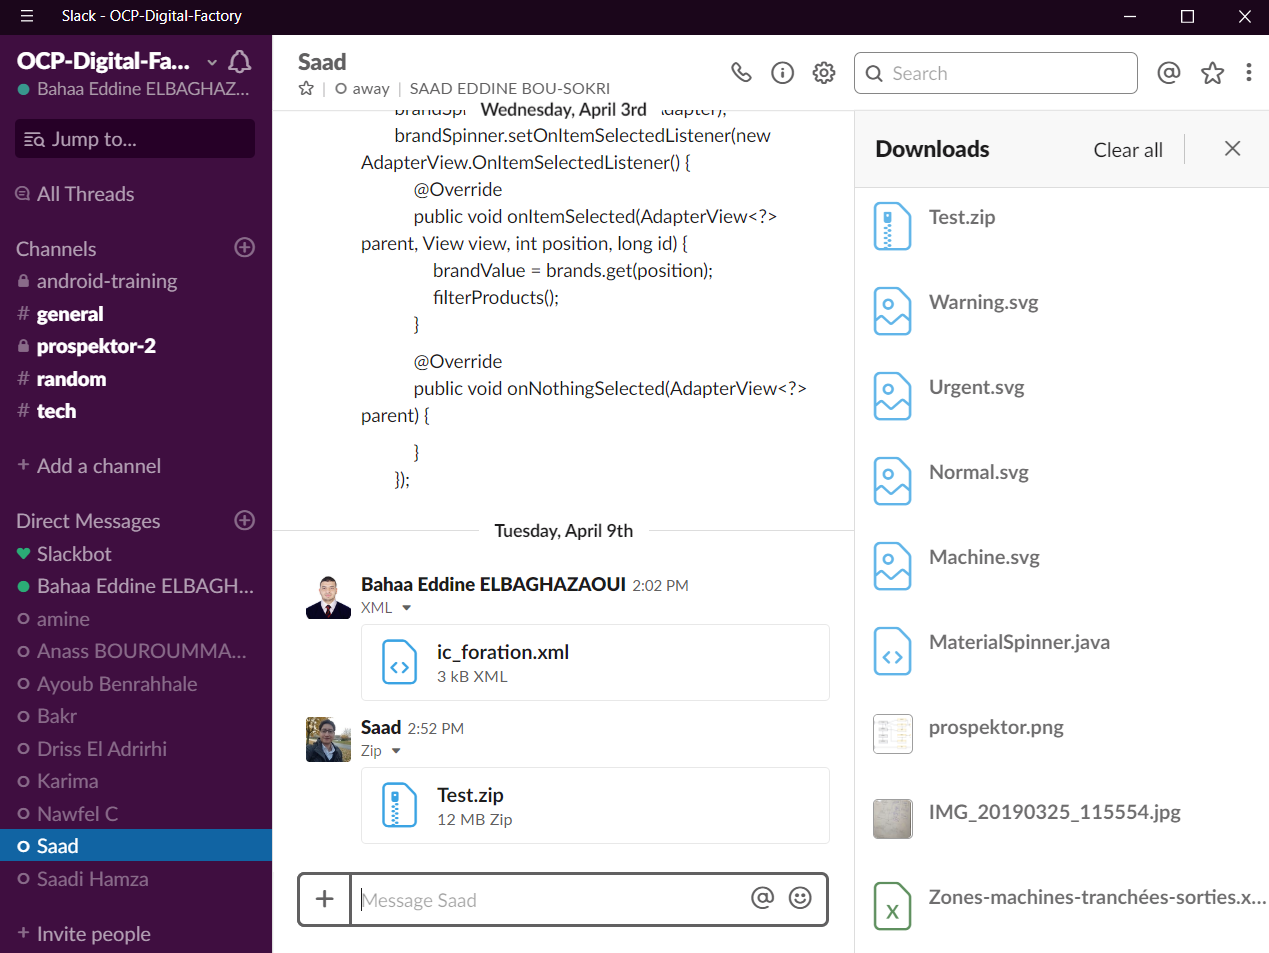 Slack - OCP-Digital-Factory
OCP-Digital-Fa...
Bahaa Eddine ELBAGHAZ...
Jump to...
All Threads
Channels
android-training
# general
prospektor-2
# random
# tech
+ Add a channel
Direct Messages
Slackbot
Bahaa Eddine ELBAGH...
amine
Anass BOUROUMMA...
Ayoub Benrahhale
Bakr
Driss El Adrirhi
Karima
Nawfel C
Saad
Saadi Hamza
+ Invite people
Saad
away | SAAD EDDINE BOU-SOKRI
Search
Wednesday, April 3rd
brandSpinner.setOnItemSelectedListener(new
AdapterView.OnItemSelectedListener() {
@Override
public void onItemSelected(AdapterView<?>
parent, View view, int position, long id) {
brandValue = brands.get(position);
filterProducts();
}
@Override
public void onNothingSelected(AdapterView<?>
parent) {
}
});
Tuesday, April 9th
Bahaa Eddine ELBAGHAZAOUI 2:02 PM
XML
ic_foration.xml
3 kB XML
Saad 2:52 PM
Zip
Test.zip
12 MB Zip
Message Saad
Downloads
Clear all
Test.zip
Warning.svg
Urgent.svg
Normal.svg
Machine.svg
MaterialSpinner.java
prospektor.png
IMG_20190325_115554.jpg
Zones-machines-tranchées-sorties.x...